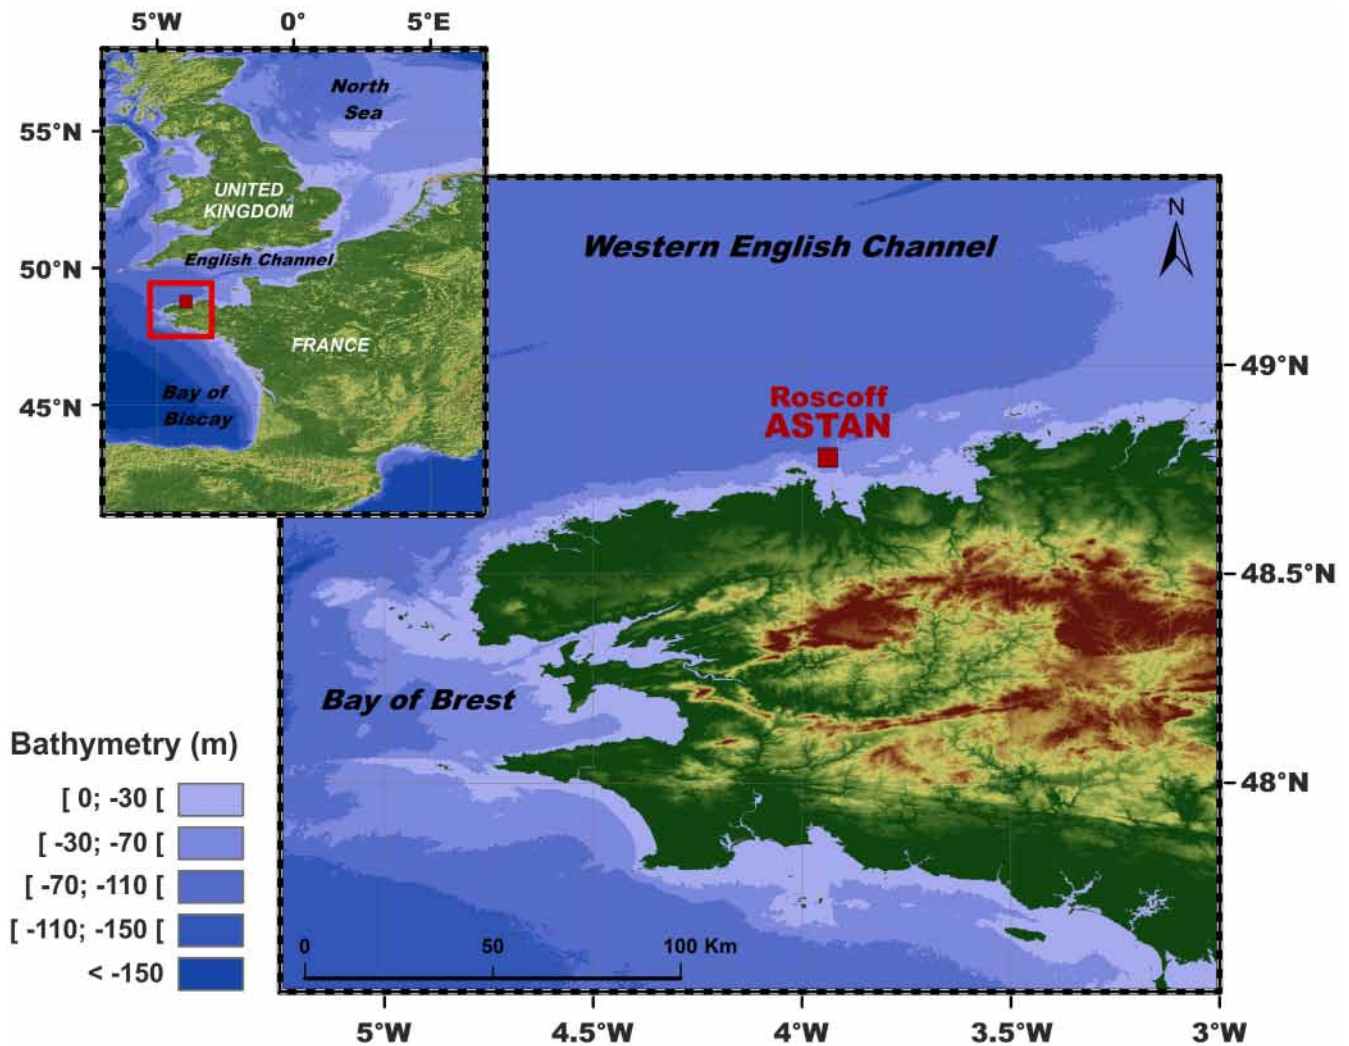 5°W 0° 5°E
North
Sea
55°N
UNITED
KINGDOM
English Channel
50°N
FRANCE
Bay of
Biscay
45°N
N
Western English Channel
49°N
Roscoff
ASTAN
48.5°N
Bay of Brest
48°N
Bathymetry (m)
[ 0; -30 [
[ -30; -70 [
[ -70; -110 [
[ -110; -150 [
< -150
0 50 100 Km
5°W 4.5°W 4°W 3.5°W 3°W